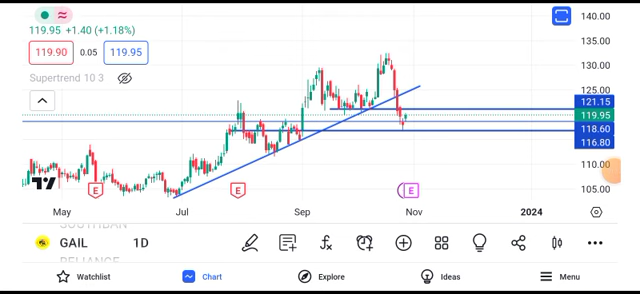 119.95 +1.40 (+1.18%)
119.90 0.05 119.95
Supertrend 10 3
140.00
135.00
130.00
125.00
121.15
119.95
118.60
116.80
110.00
105.00
E E E
May Jul Sep Nov 2024
SOUTHBAN
GAIL 1D
RELIANCE
Watchlist Chart Explore Ideas Menu